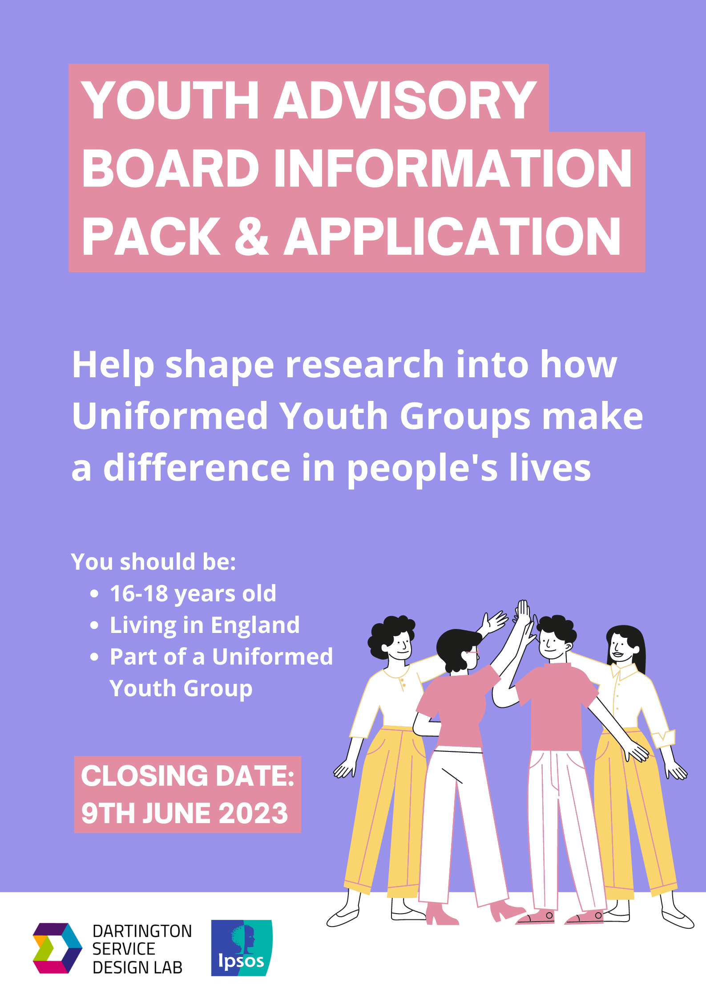 YOUTH ADVISORY
BOARD INFORMATION
PACK & APPLICATION
Help shape research into how
Uniformed Youth Groups make
a difference in people's lives
You should be:
• 16-18 years old
• Living in England
• Part of a Uniformed
Youth Group
CLOSING DATE:
9TH JUNE 2023
DARTINGTON
SERVICE
DESIGN LAB
Ipsos